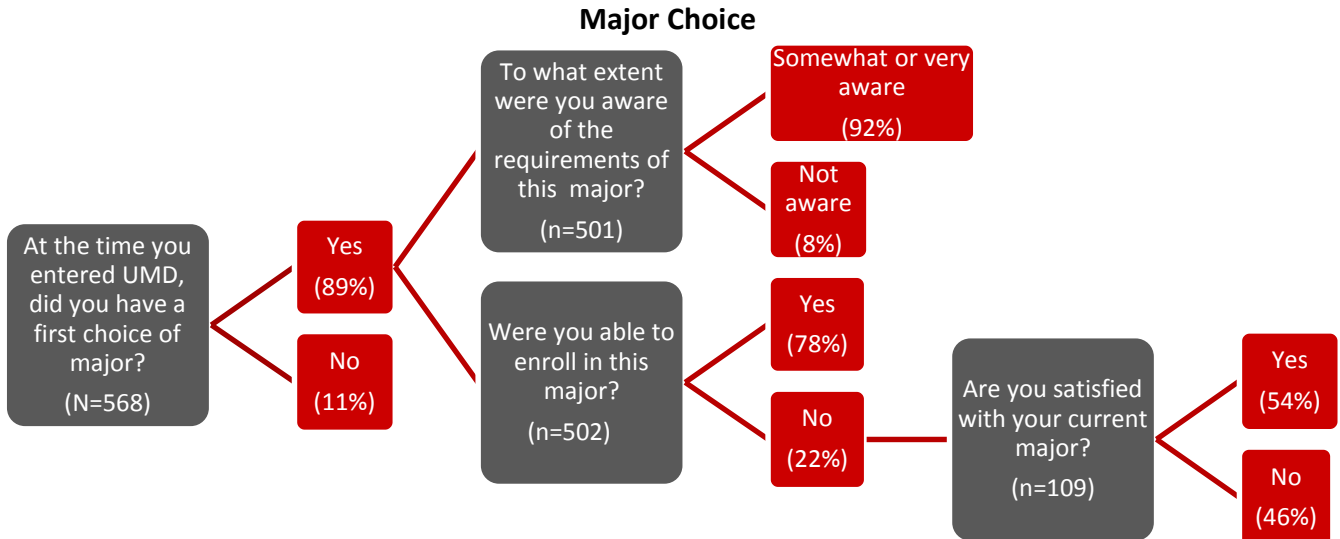 Major Choice
At the time you
entered UMD,
did you have a
first choice of
major?
(N=568)
Yes
(89%)
No
(11%)
To what extent
were you aware
of the
requirements of
this major?
(n=501)
Somewhat or very
aware
(92%)
Not
aware
(8%)
Were you able to
enroll in this
major?
(n=502)
Yes
(78%)
No
(22%)
Are you satisfied
with your current
major?
(n=109)
Yes
(54%)
No
(46%)